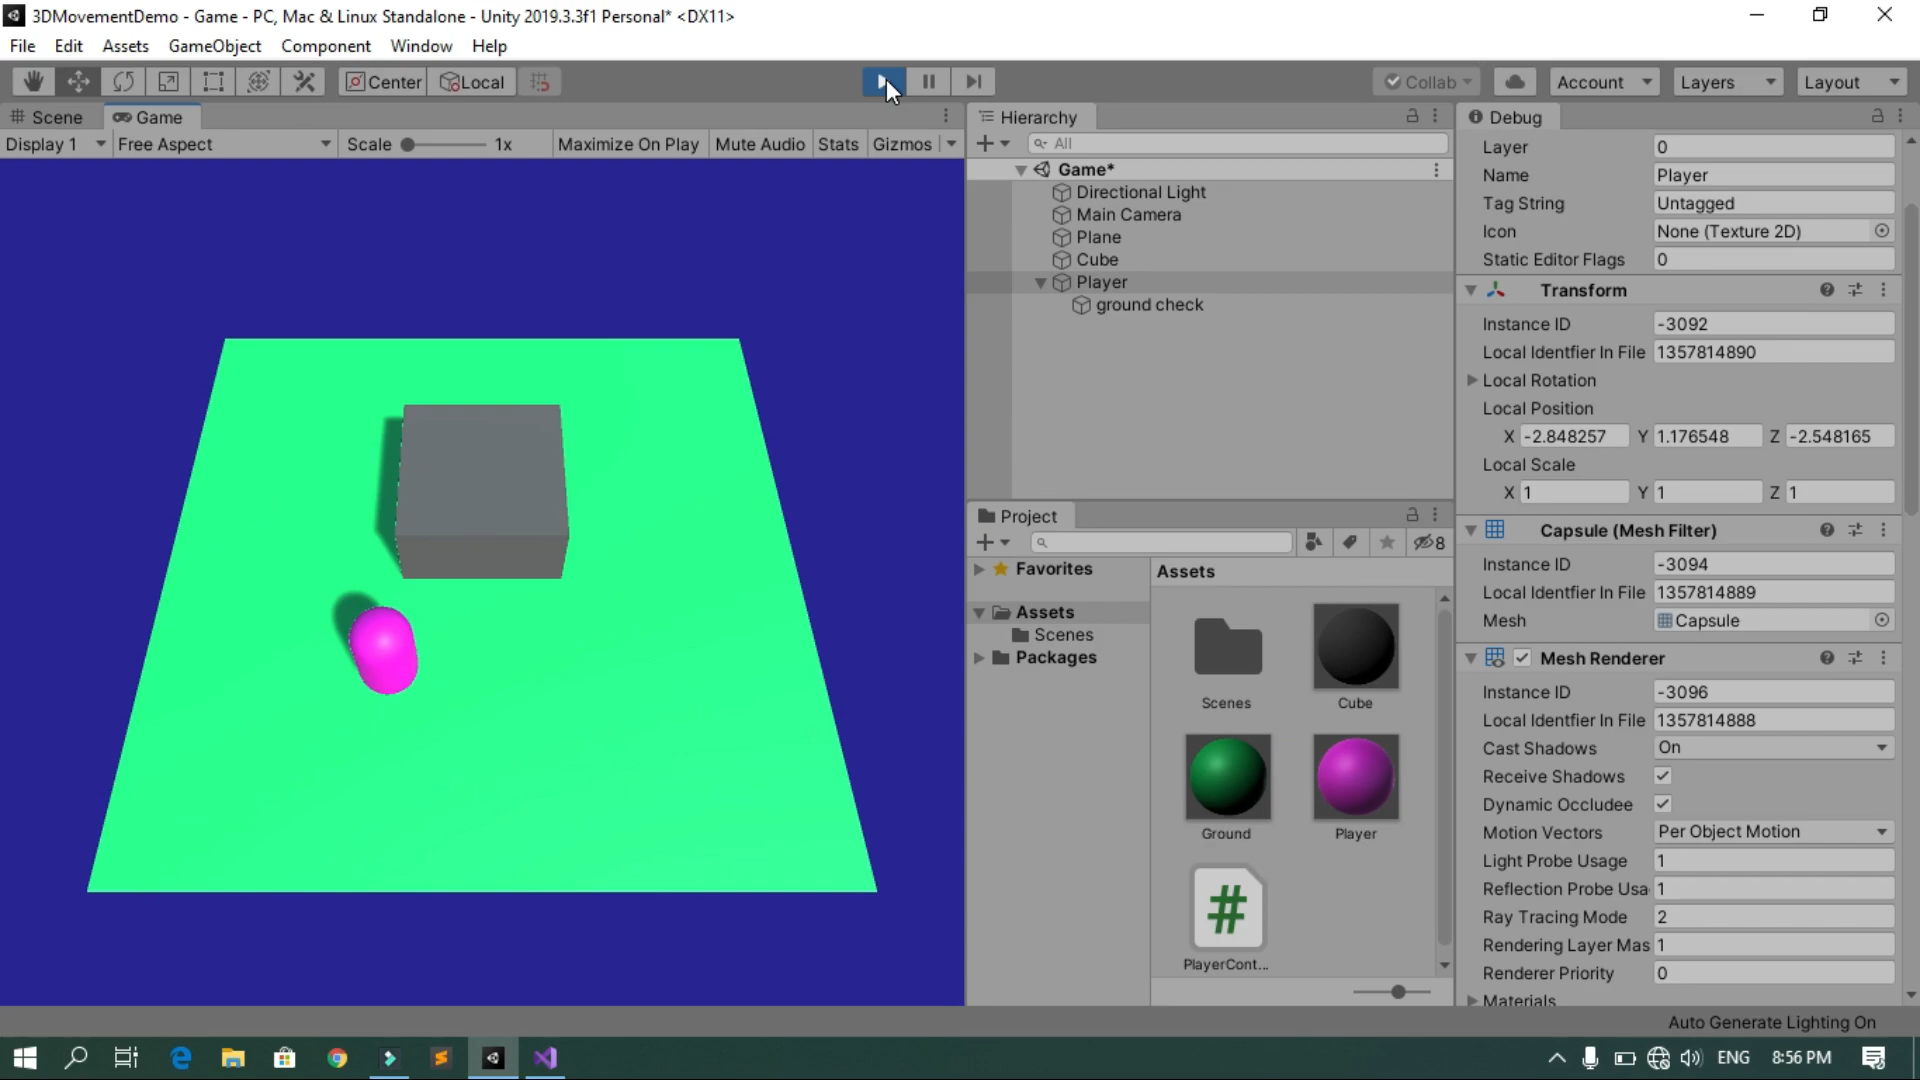 3DMovementDemo - Game - PC, Mac & Linux Standalone - Unity 2019.3.3f1 Personal* <DX11>
File Edit Assets GameObject Component Window Help
Center Local Collab Account Layers Layout
Scene Game
Display 1 Free Aspect Scale 1x Maximize On Play Mute Audio Stats Gizmos
Hierarchy
All
Game*
Directional Light
Main Camera
Plane
Cube
Player
ground check
Project
8
Favorites
Assets
Scenes
Packages
Assets
Scenes
Cube
Ground
Player
#
PlayerCont...
Debug
Layer 0
Name Player
Tag String Untagged
Icon None (Texture 2D)
Static Editor Flags 0
Transform
Instance ID -3092
Local Identfier In File 1357814890
Local Rotation
Local Position
X -2.848257 Y 1.176548 Z -2.548165
Local Scale
X 1 Y 1 Z 1
Capsule (Mesh Filter)
Instance ID -3094
Local Identfier In File 1357814889
Mesh Capsule
Mesh Renderer
Instance ID -3096
Local Identfier In File 1357814888
Cast Shadows On
Receive Shadows
Dynamic Occludee
Motion Vectors Per Object Motion
Light Probe Usage 1
Reflection Probe Usa 1
Ray Tracing Mode 2
Rendering Layer Mas 1
Renderer Priority 0
Materials
Auto Generate Lighting On
ENG 8:56 PM